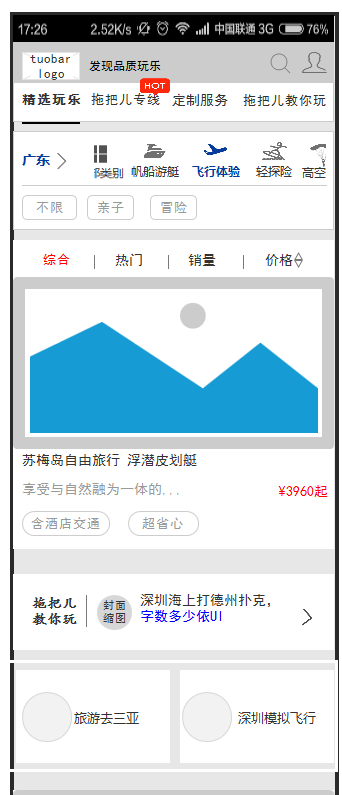 17:26 2.52K/s 中国联通 3G 76%
tuobar
logo
发现品质玩乐
HOT
精选玩乐 拖把儿专线 定制服务 拖把儿教你玩
广东 部类别 帆船游艇 飞行体验 轻探险 高空
不限 亲子 冒险
综合 热门 销量 价格
苏梅岛自由旅行 浮潜皮划艇
享受与自然融为一体的...
¥3960起
含酒店交通 超省心
拖把儿
教你玩
封面
缩图
深圳海上打德州扑克,
字数多少依UI
旅游去三亚 深圳模拟飞行